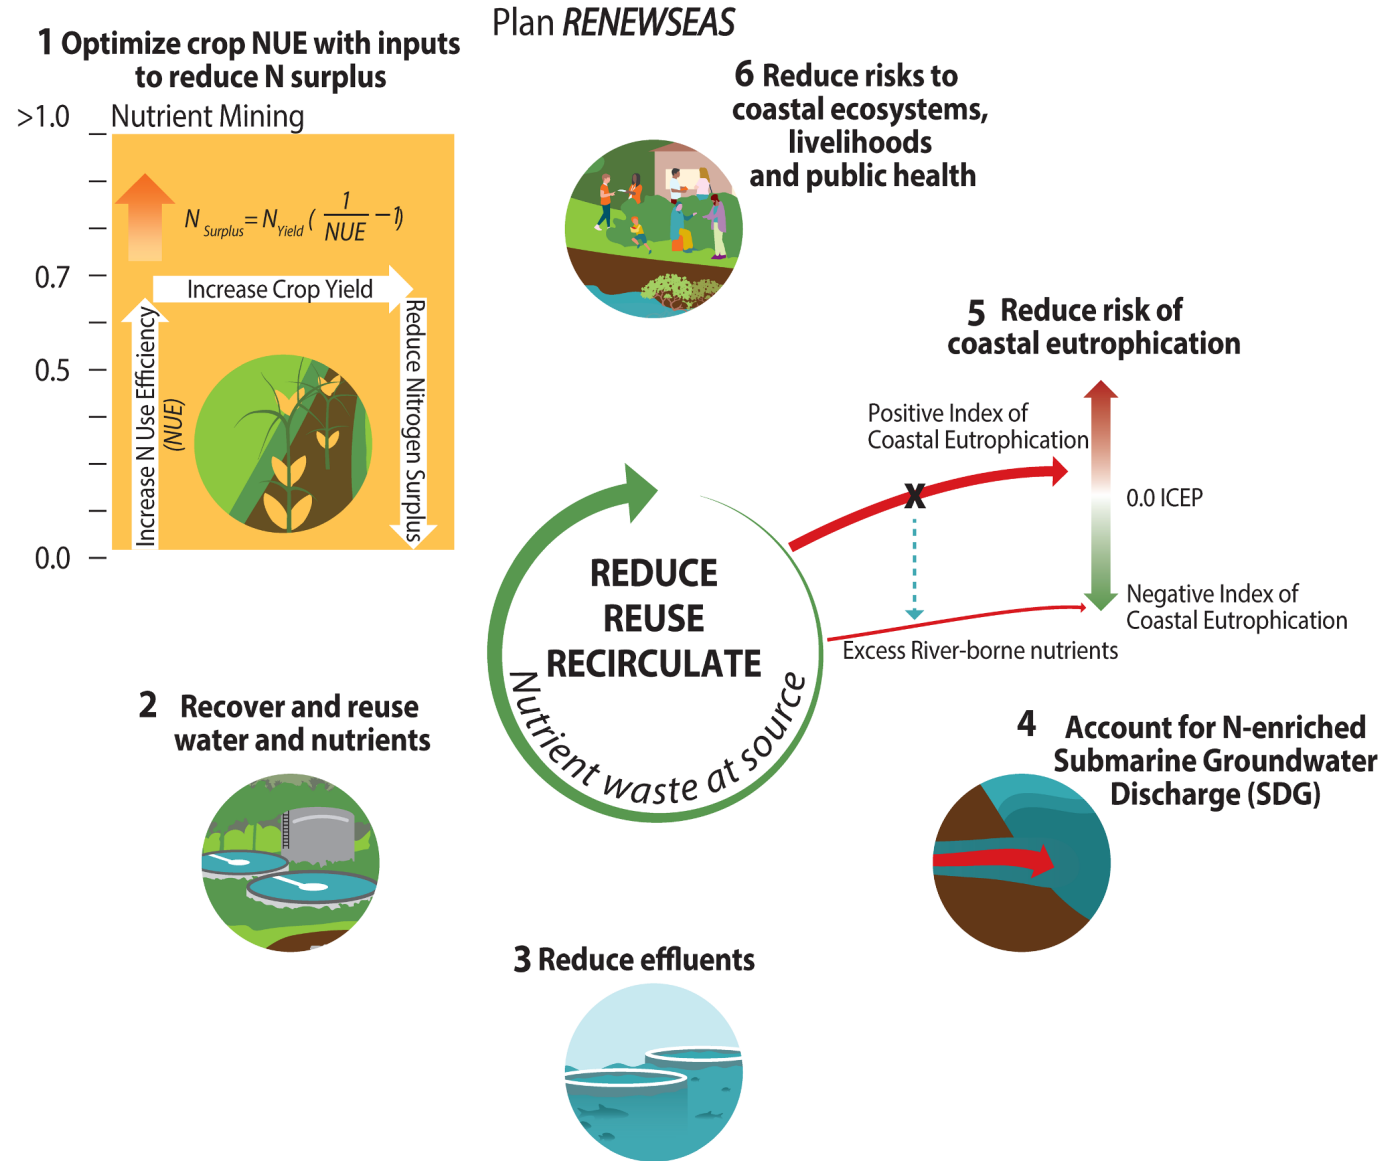 Plan RENEWSEAS
1 Optimize crop NUE with inputs
to reduce N surplus
>1.0 Nutrient Mining
N Surplus = N Yield ( 1 / NUE − 1)
0.7
Increase Crop Yield
Increase N Use Efficiency
(NUE)
Reduce Nitrogen Surplus
0.5
0.0
6 Reduce risks to
coastal ecosystems,
livelihoods
and public health
5 Reduce risk of
coastal eutrophication
Positive Index of
Coastal Eutrophication
X
0.0 ICEP
Negative Index of
Coastal Eutrophication
Excess River-borne nutrients
REDUCE
REUSE
RECIRCULATE
Nutrient waste at source
2 Recover and reuse
water and nutrients
4 Account for N-enriched
Submarine Groundwater
Discharge (SDG)
3 Reduce effluents